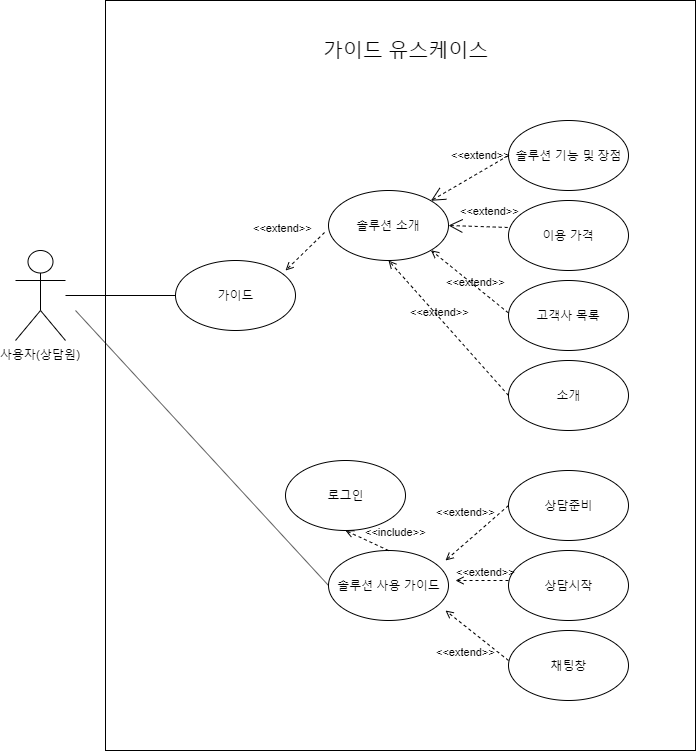 가이드 유스케이스
<<extend>>
솔루션 기능 및 장점
<<extend>>
이용 가격
<<extend>>
솔루션 소개
<<extend>>
고객사 목록
<<extend>>
소개
가이드
사용자(상담원)
로그인
<<include>>
솔루션 사용 가이드
<<extend>>
상담준비
<<extend>>
상담시작
<<extend>>
채팅창